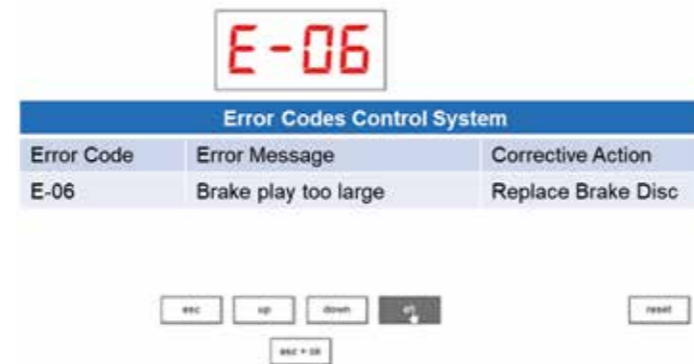 E-06
Error Codes Control System
Error Code Error Message Corrective Action
E-06 Brake play too large Replace Brake Disc
esc up down reset
esc + ok